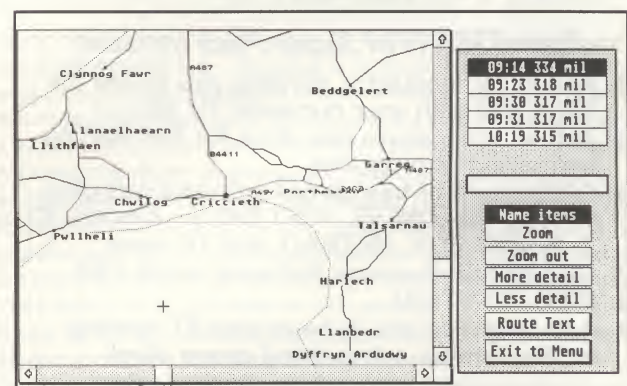 Clynnog Fawr
A487
Beddgelert
Llanaelhaearn
Llithfaen
B4411
Garreg
A487
Chwilog
Criccieth
A497
Talsarnau
Pwllheli
Harlech
Llanbedr
Dyffryn Ardudwy
09:14 334 mil
09:23 318 mil
09:30 317 mil
09:31 317 mil
10:19 315 mil
Name items
Zoom
Zoom out
More detail
Less detail
Route Text
Exit to Menu